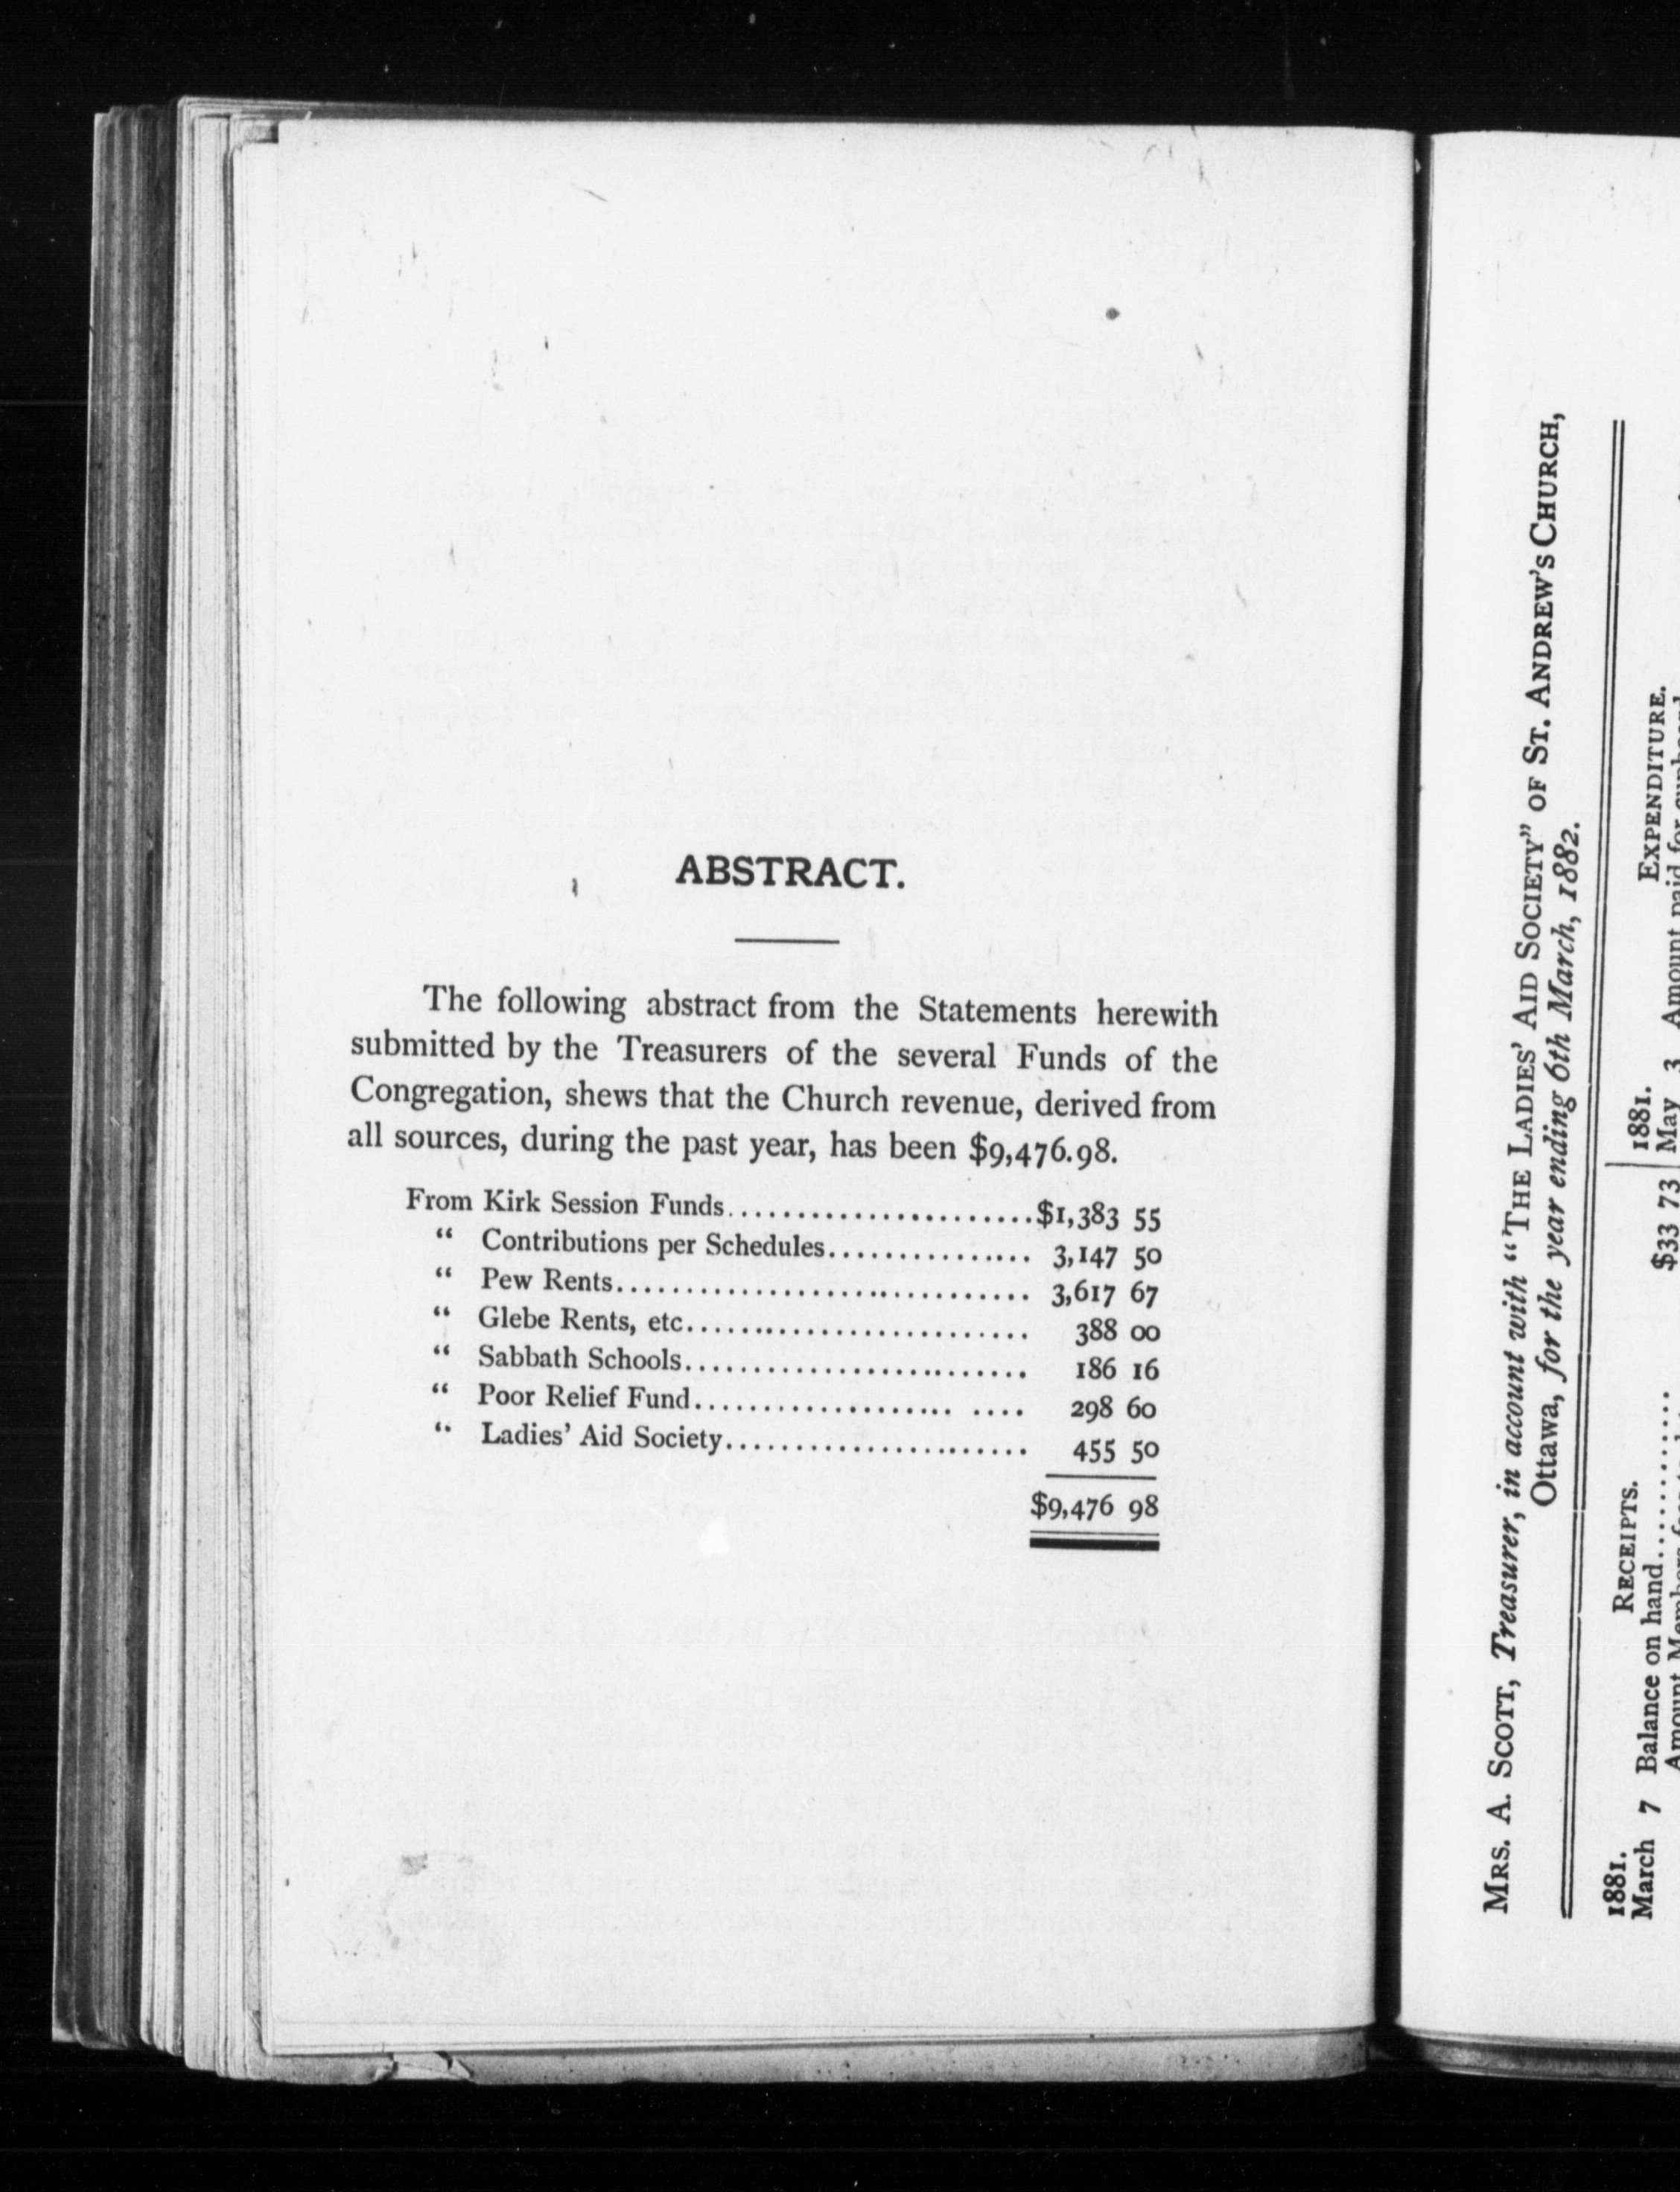 ABSTRACT.
The following abstract from the Statements herewith
submitted by the Treasurers of the several Funds of the
Congregation, shews that the Church revenue, derived from
all sources, during the past year, has been $9,476.98.
From Kirk Session Funds.......................$1,383 55
“ Contributions per Schedules............... 3,147 50
“ Pew Rents.............................. 3,617 67
“ Glebe Rents, etc......................... 388 00
“ Sabbath Schools......................... 186 16
“ Poor Relief Fund................... .... 298 60
“ Ladies' Aid Society...................... 455 50
$9,476 98
MRS. A. SCOTT, Treasurer, in account with “THE LADIES' AID SOCIETY” OF ST. ANDREW'S CHURCH,
Ottawa, for the year ending 6th March, 1882.
RECEIPTS.
EXPENDITURE.
1881.
March 7 Balance on hand............ $33 73
Amount Members
1881.
May 3 Amount paid for